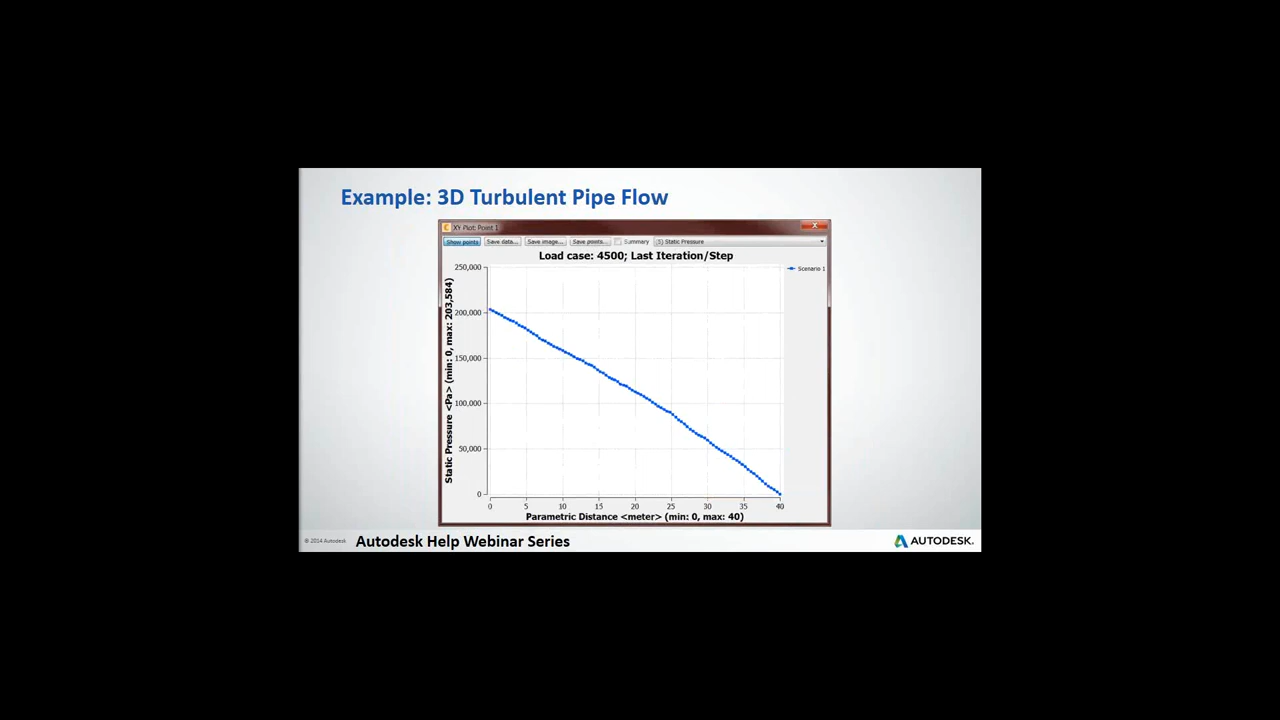 Example: 3D Turbulent Pipe Flow
XY Plot: Point 1
Show points Save data... Save image... Save points... Summary (S) Static Pressure
Load case: 4500; Last Iteration/Step
Scenario 1
Static Pressure <Pa> (min: 0, max: 203,584)
250,000
200,000
150,000
100,000
50,000
0
0 5 10 15 20 25 30 35 40
Parametric Distance <meter> (min: 0, max: 40)
© 2014 Autodesk
Autodesk Help Webinar Series
AUTODESK.